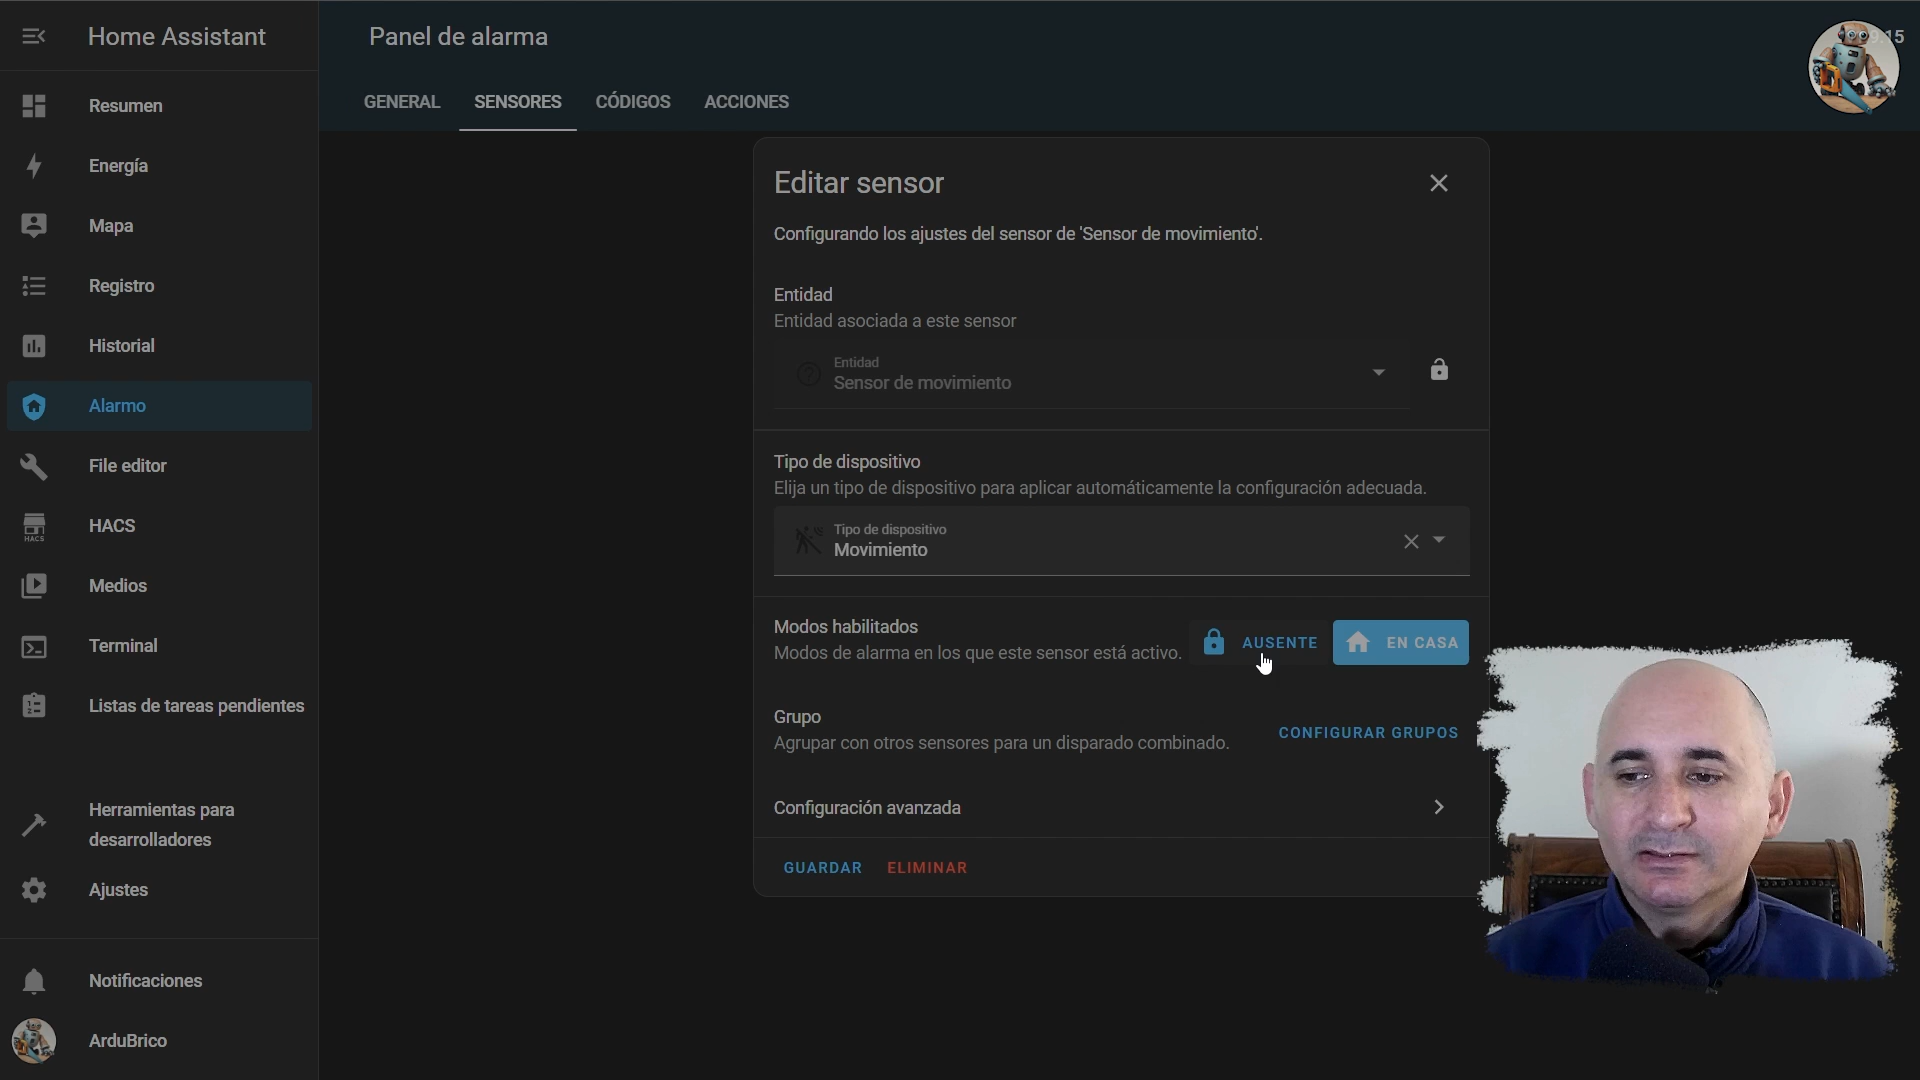 Home Assistant
Resumen
Energía
Mapa
Registro
Historial
Alarmo
File editor
HACS
HACS
Medios
Terminal
Listas de tareas pendientes
Herramientas para
desarrolladores
Ajustes
Notificaciones
ArduBrico
Panel de alarma
GENERAL SENSORES CÓDIGOS ACCIONES
Editar sensor
Configurando los ajustes del sensor de 'Sensor de movimiento'.
Entidad
Entidad asociada a este sensor
Entidad
Sensor de movimiento
Tipo de dispositivo
Elija un tipo de dispositivo para aplicar automáticamente la configuración adecuada.
Tipo de dispositivo
Movimiento
Modos habilitados
Modos de alarma en los que este sensor está activo.
AUSENTE EN CASA
Grupo
Agrupar con otros sensores para un disparado combinado.
CONFIGURAR GRUPOS
Configuración avanzada
GUARDAR ELIMINAR